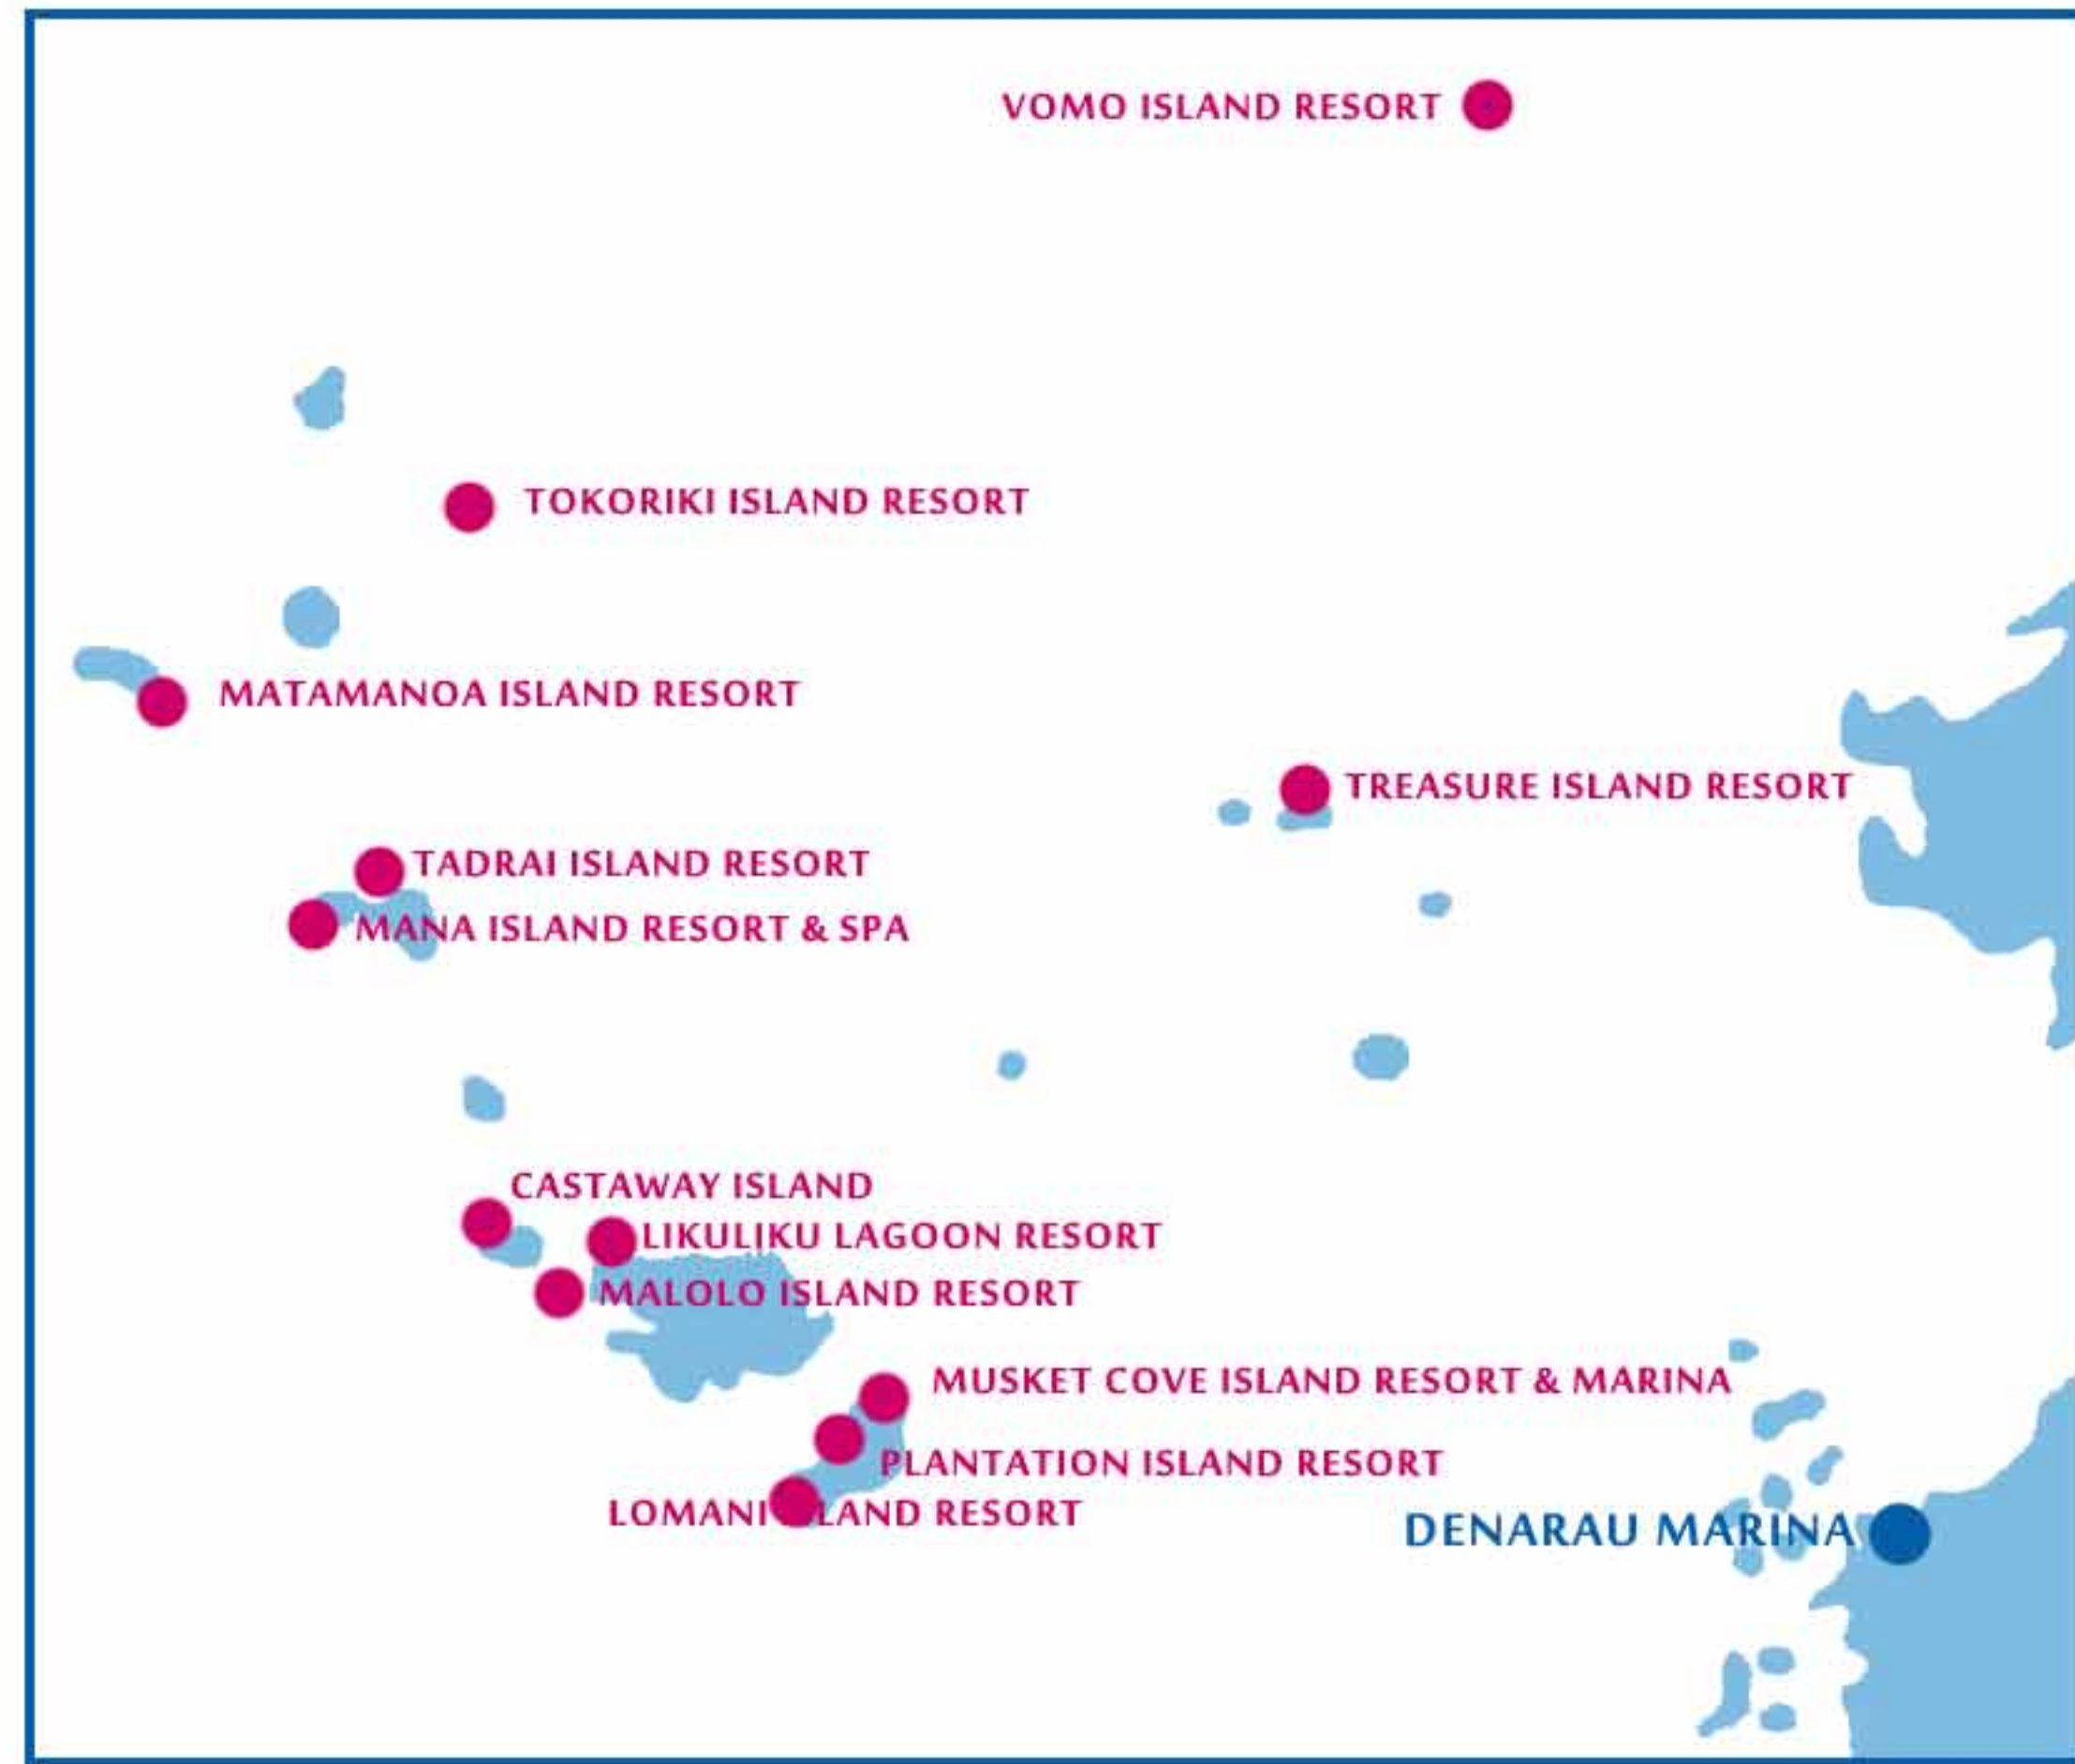 VOMO ISLAND RESORT
TOKORIKI ISLAND RESORT
MATAMANOA ISLAND RESORT
TREASURE ISLAND RESORT
TADRAI ISLAND RESORT
MANA ISLAND RESORT & SPA
CASTAWAY ISLAND
LIKULIKU LAGOON RESORT
MALOLO ISLAND RESORT
MUSKET COVE ISLAND RESORT & MARINA
PLANTATION ISLAND RESORT
LOMANI ISLAND RESORT
DENARAU MARINA